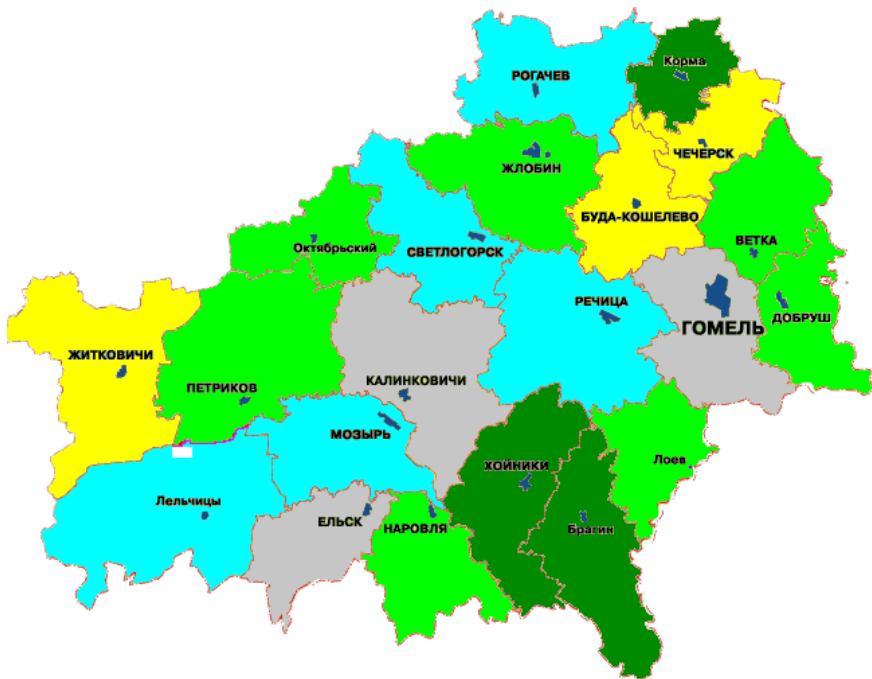 Корма
РОГАЧЕВ
ЧЕЧЕРСК
ЖЛОБИН
БУДА-КОШЕЛЕВО
ВЕТКА
Октябрьский
СВЕТЛОГОРСК
РЕЧИЦА
ДОБРУШ
ГОМЕЛЬ
ЖИТКОВИЧИ
КАЛИНКОВИЧИ
ПЕТРИКОВ
МОЗЫРЬ
Лоев
ХОЙНИКИ
Лельчицы
ЕЛЬСК
НАРОВЛЯ
Брагин